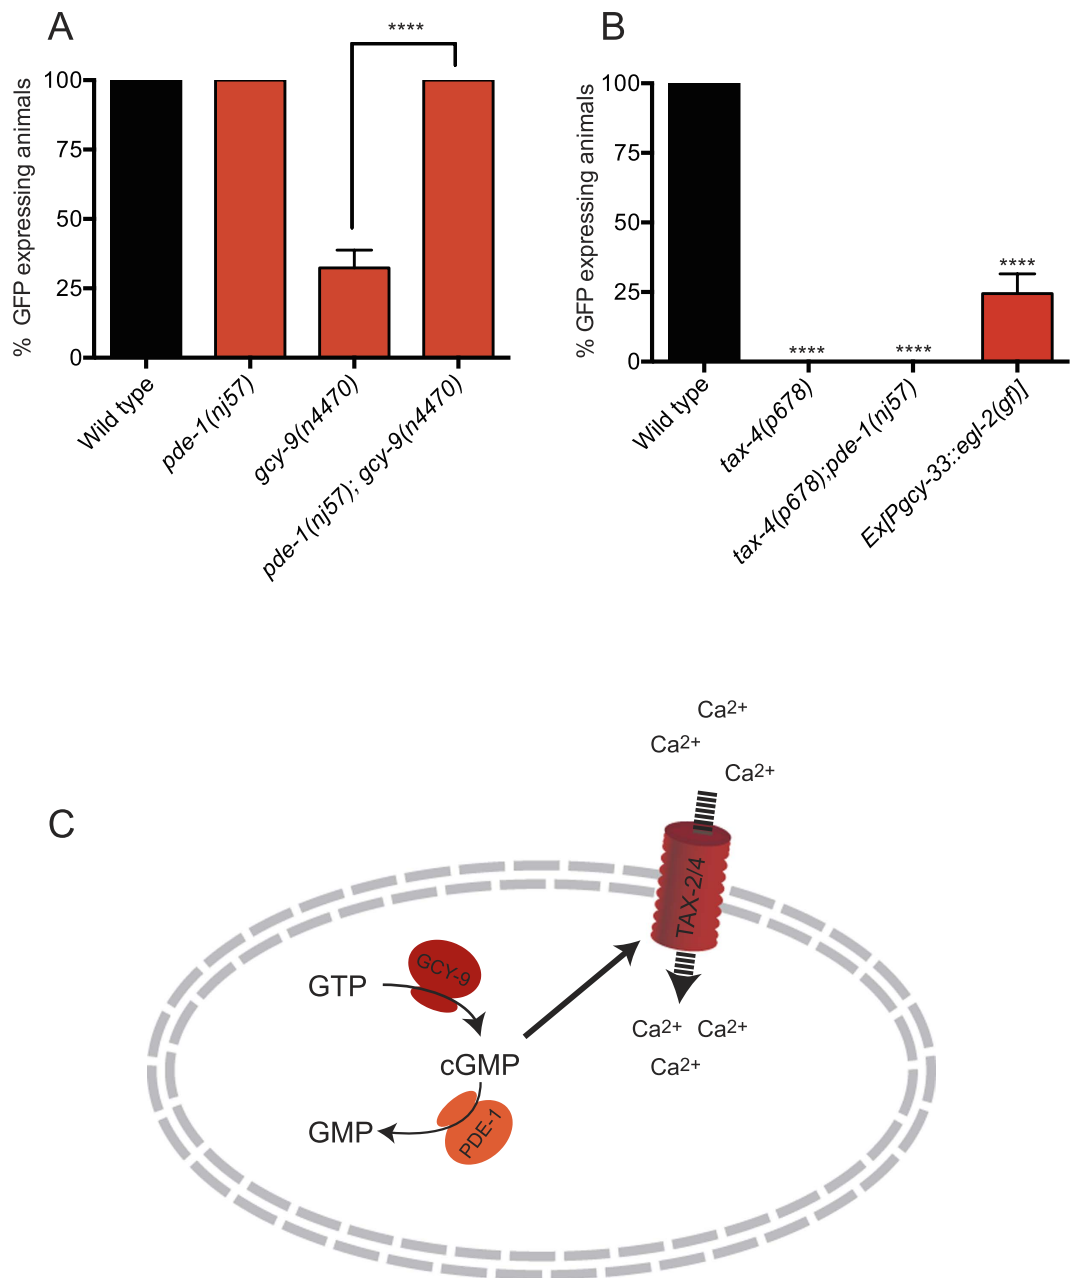 A
****
% GFP expressing animals
100
75
50
25
0
Wild type
pde-1(nj57)
gcy-9(n4470)
pde-1(nj57); gcy-9(n4470)
B
% GFP expressing animals
100
75
50
25
0
****
****
****
Wild type
tax-4(p678)
tax-4(p678);pde-1(nj57)
Ex[Pgcy-33::egl-2(gf)]
C
Ca2+
Ca2+
Ca2+
TAX-2/4
GCY-9
GTP
Ca2+ Ca2+
Ca2+
cGMP
GMP
PDE-1